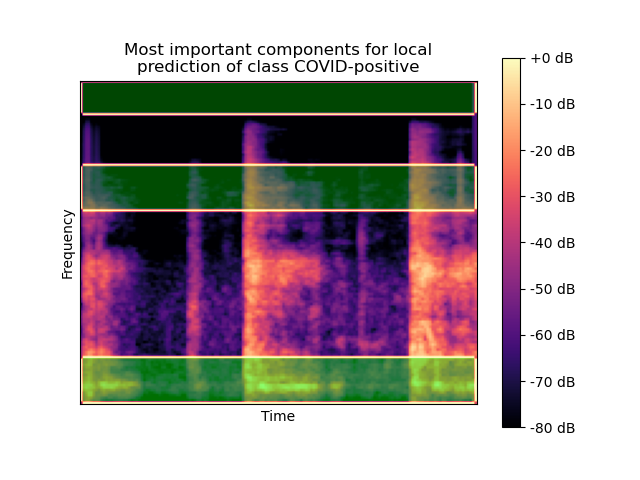 Most important components for local
prediction of class COVID-positive
Frequency
Time
+0 dB
-10 dB
-20 dB
-30 dB
-40 dB
-50 dB
-60 dB
-70 dB
-80 dB